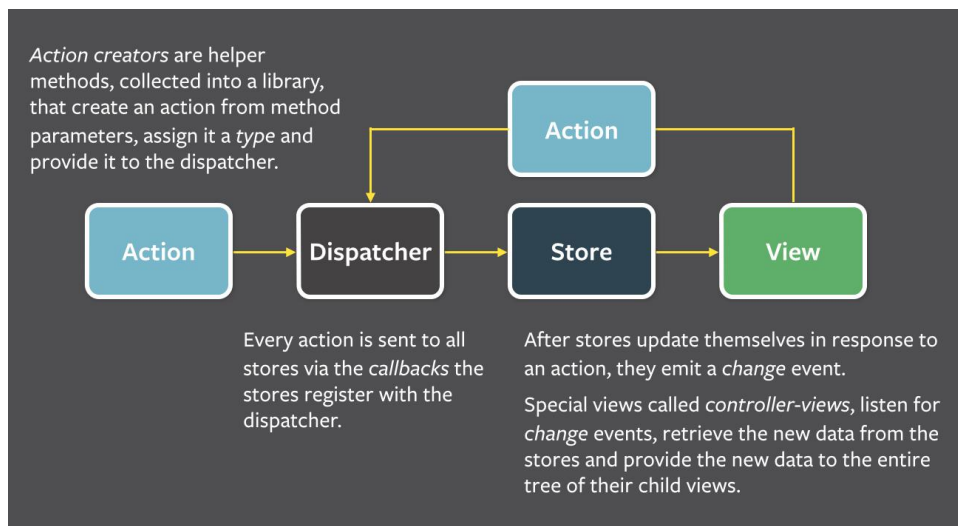 Action creators are helper
methods, collected into a library,
that create an action from method
parameters, assign it a type and
provide it to the dispatcher.
Action
Action
Dispatcher
Store
View
Every action is sent to all
stores via the callbacks the
stores register with the
dispatcher.
After stores update themselves in response to
an action, they emit a change event.
Special views called controller-views, listen for
change events, retrieve the new data from the
stores and provide the new data to the entire
tree of their child views.